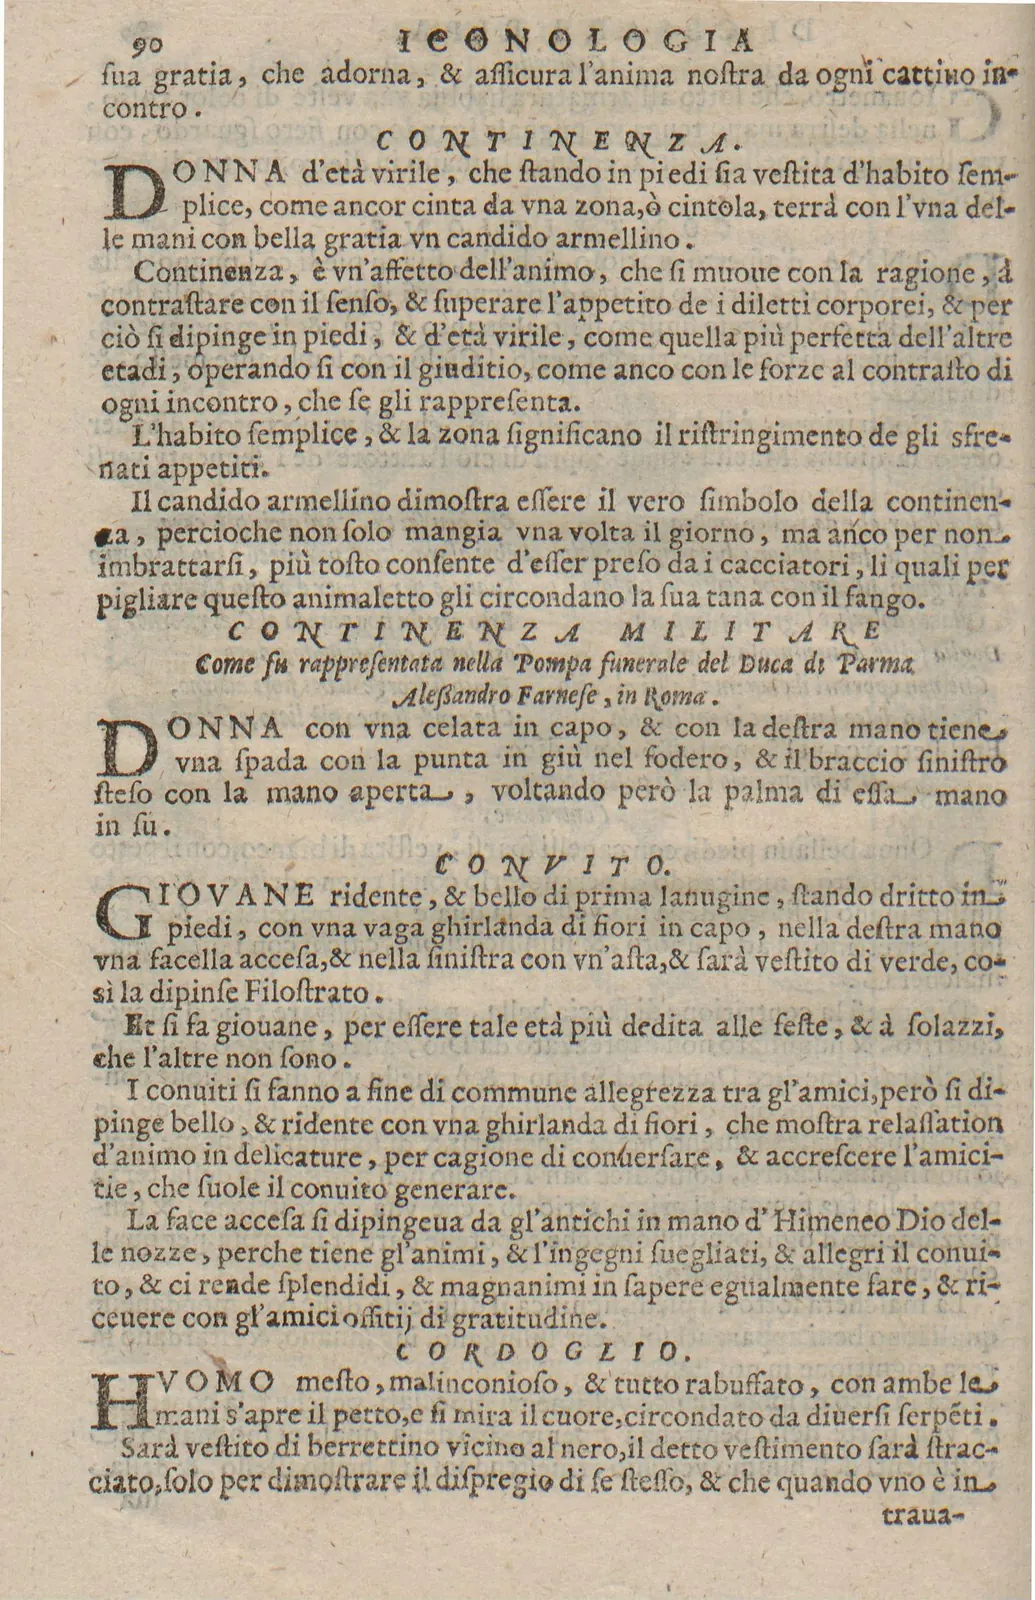 90 ICONOLOGIA
ſua gratia, che adorna, & aſſicura l'anima noſtra da ogni cattiuo in-
contro.
CONTINENZA.
DONNA d'età virile, che ſtando in piedi ſia veſtita d'habito ſem-
plice, come ancor cinta da vna zona, ò cintola, terrà con l'vna del-
le mani con bella gratia vn candido armellino.
Continenza, è vn'affetto dell'animo, che ſi muoue con la ragione, à
contraſtare con il ſenſo, & ſuperare l'appetito de i diletti corporei, & per
ciò ſi dipinge in piedi, & d'età virile, come quella più perfetta dell'altre
etadi, operando ſi con il giuditio, come anco con le forze al contraſto di
ogni incontro, che ſe gli rappreſenta.
L'habito ſemplice, & la zona ſignificano il riſtringimento de gli sfre-
nati appetiti.
Il candido armellino dimoſtra eſſere il vero ſimbolo della continen-
za, percioche non ſolo mangia vna volta il giorno, ma anco per non
imbrattarſi, più toſto conſente d'eſſer preſo da i cacciatori, li quali per
pigliare queſto animaletto gli circondano la ſua tana con il fango.
CONTINENZA MILITARE
Come fu rappreſentata nella Pompa funerale del Duca di Parma
Aleßandro Farneſe, in Roma.
DONNA con vna celata in capo, & con la deſtra mano tiene
vna ſpada con la punta in giù nel fodero, & il braccio ſiniſtro
ſteſo con la mano aperta, voltando però la palma di eſſa mano
in ſu.
CONVITO.
GIOVANE ridente, & bello di prima lanugine, ſtando dritto in
piedi, con vna vaga ghirlanda di fiori in capo, nella deſtra mano
vna facella acceſa, & nella ſiniſtra con vn'aſta, & ſarà veſtito di verde, co-
sì la dipinſe Filoſtrato.
Et ſi fa giouane, per eſſere tale età più dedita alle feſte, & à ſolazzi,
che l'altre non ſono.
I conuiti ſi fanno a fine di commune allegrezza tra gl'amici, però ſi di-
pinge bello, & ridente con vna ghirlanda di fiori, che moſtra relaſſation
d'animo in delicature, per cagione di conuerſare, & accreſcere l'amici-
tie, che ſuole il conuito generare.
La face acceſa ſi dipingeua da gl'antichi in mano d'Himeneo Dio del-
le nozze, perche tiene gl'animi, & l'ingegni ſuegliati, & allegri il conui-
to, & ci rende ſplendidi, & magnanimi in ſapere egualmente fare, & ri-
ceuere con gl'amici offitij di gratitudine.
CORDOGLIO.
HVOMO meſto, malinconioſo, & tutto rabuffato, con ambe le
mani s'apre il petto, e ſi mira il cuore, circondato da diuerſi ſerpẽti.
Sarà veſtito di berrettino vicino al nero, il detto veſtimento ſarà ſtrac-
ciato, ſolo per dimoſtrare il diſpregio di ſe ſteſſo, & che quando vno è in
traua-